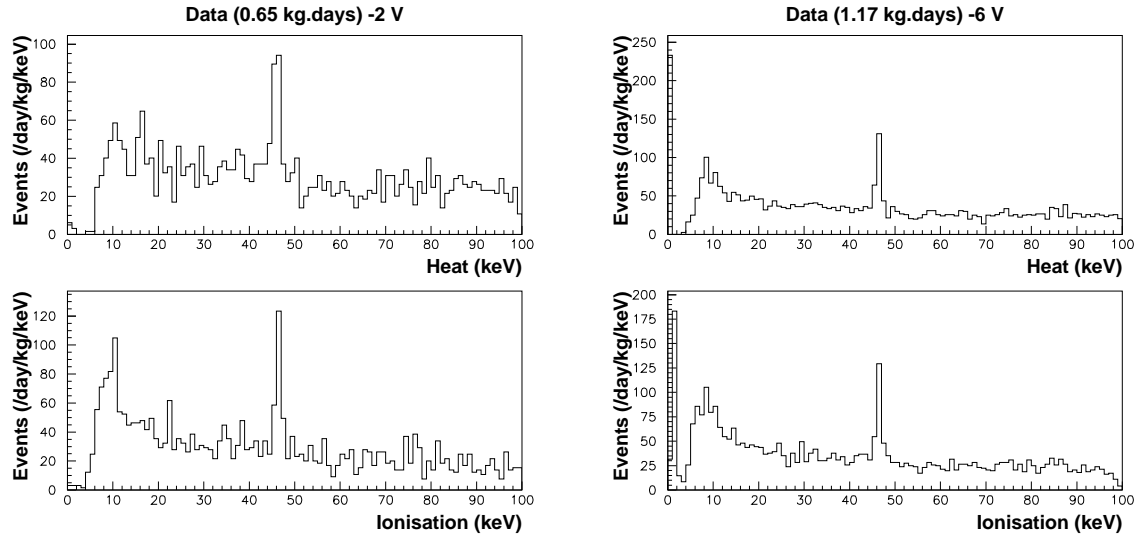 Data (0.65 kg.days) -2 V
Data (1.17 kg.days) -6 V
Events (/day/kg/keV)
100
80
60
40
20
0
0 10 20 30 40 50 60 70 80 90 100
Heat (keV)
Events (/day/kg/keV)
250
200
150
100
50
0
0 10 20 30 40 50 60 70 80 90 100
Heat (keV)
Events (/day/kg/keV)
120
100
80
60
40
20
0
0 10 20 30 40 50 60 70 80 90 100
Ionisation (keV)
Events (/day/kg/keV)
200
175
150
125
100
75
50
25
0
0 10 20 30 40 50 60 70 80 90 100
Ionisation (keV)